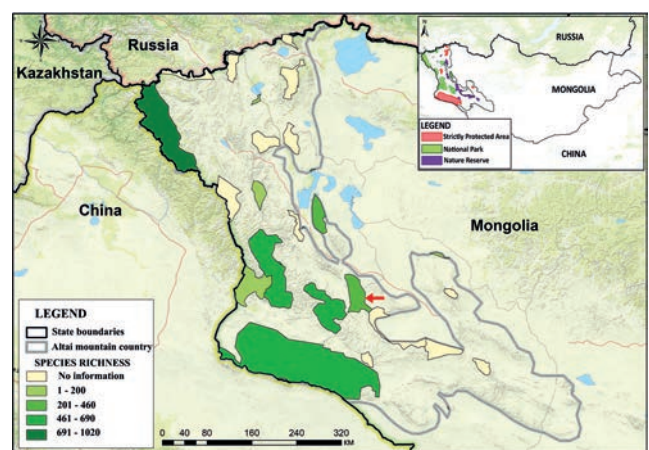 Russia
Kazakhstan
China
Mongolia
N
RUSSIA
MONGOLIA
CHINA
LEGEND
Strictly Protected Area
National Park
Nature Reserve
LEGEND
State boundaries
Altai mountain country
SPECIES RICHNESS
No information
1 - 200
201 - 460
461 - 690
691 - 1020
0 40 80 160 240 320
KM